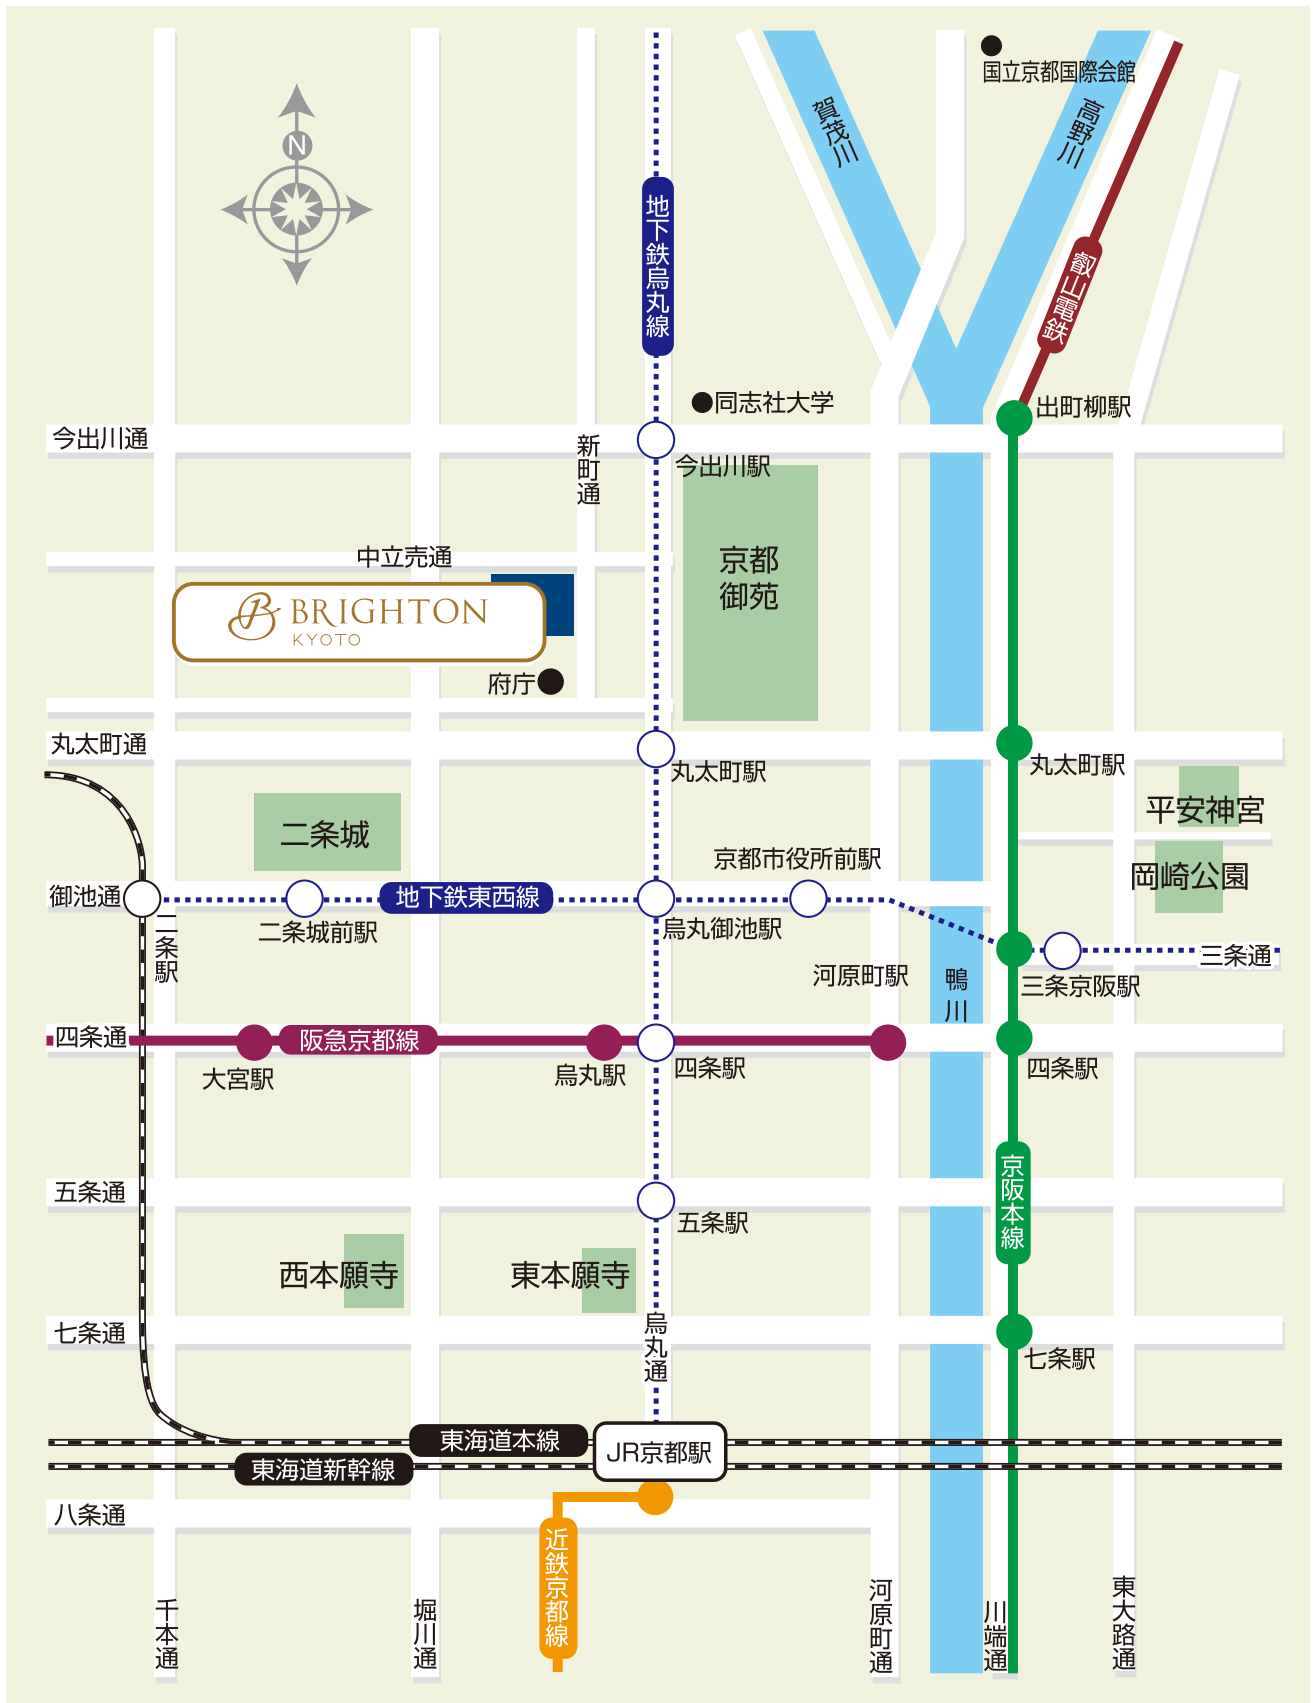 国立京都国際会館
賀茂川
高野川
N
地下鉄烏丸線
叡山電鉄
同志社大学
出町柳駅
今出川通
新町通
今出川駅
中立売通
京都
御苑
BRIGHTON
KYOTO
府庁
丸太町通
丸太町駅
丸太町駅
平安神宮
二条城
京都市役所前駅
岡崎公園
御池通
地下鉄東西線
二条駅
二条城前駅
烏丸御池駅
三条通
河原町駅
鴨川
三条京阪駅
四条通
阪急京都線
大宮駅
烏丸駅
四条駅
四条駅
京阪本線
五条通
五条駅
西本願寺
東本願寺
烏丸通
七条通
七条駅
東海道本線
JR京都駅
東海道新幹線
八条通
近鉄京都線
千本通
堀川通
河原町通
川端通
東大路通